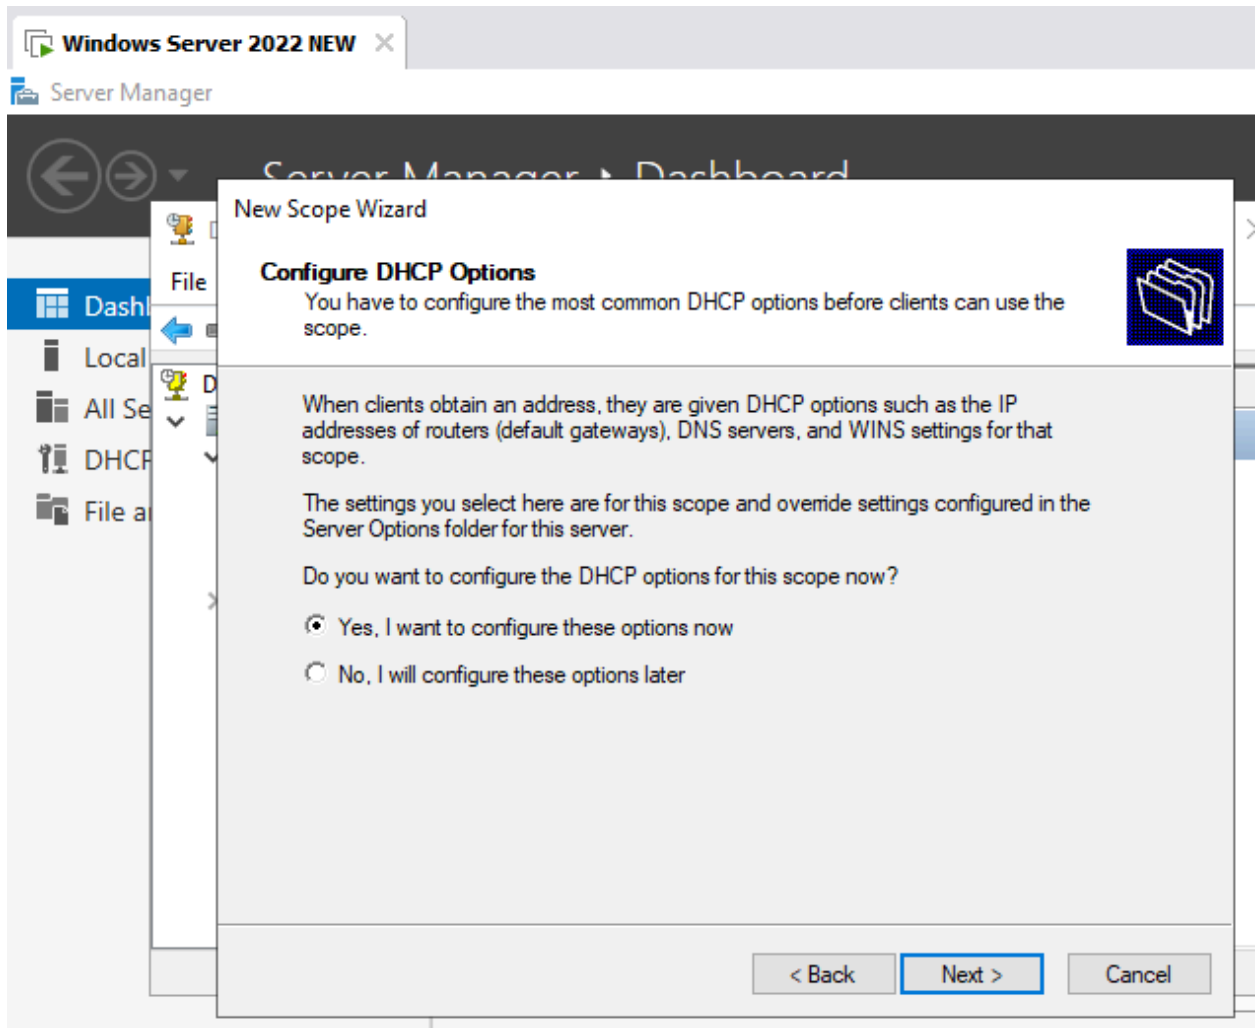 Windows Server 2022 NEW
Server Manager
Server Manager Dashboard
New Scope Wizard
File
Configure DHCP Options
You have to configure the most common DHCP options before clients can use the
scope.
Dashl
Local
All Se
DHCP
File a
D
When clients obtain an address, they are given DHCP options such as the IP
addresses of routers (default gateways), DNS servers, and WINS settings for that
scope.
The settings you select here are for this scope and override settings configured in the
Server Options folder for this server.
Do you want to configure the DHCP options for this scope now?
Yes, I want to configure these options now
No, I will configure these options later
< Back
Next >
Cancel